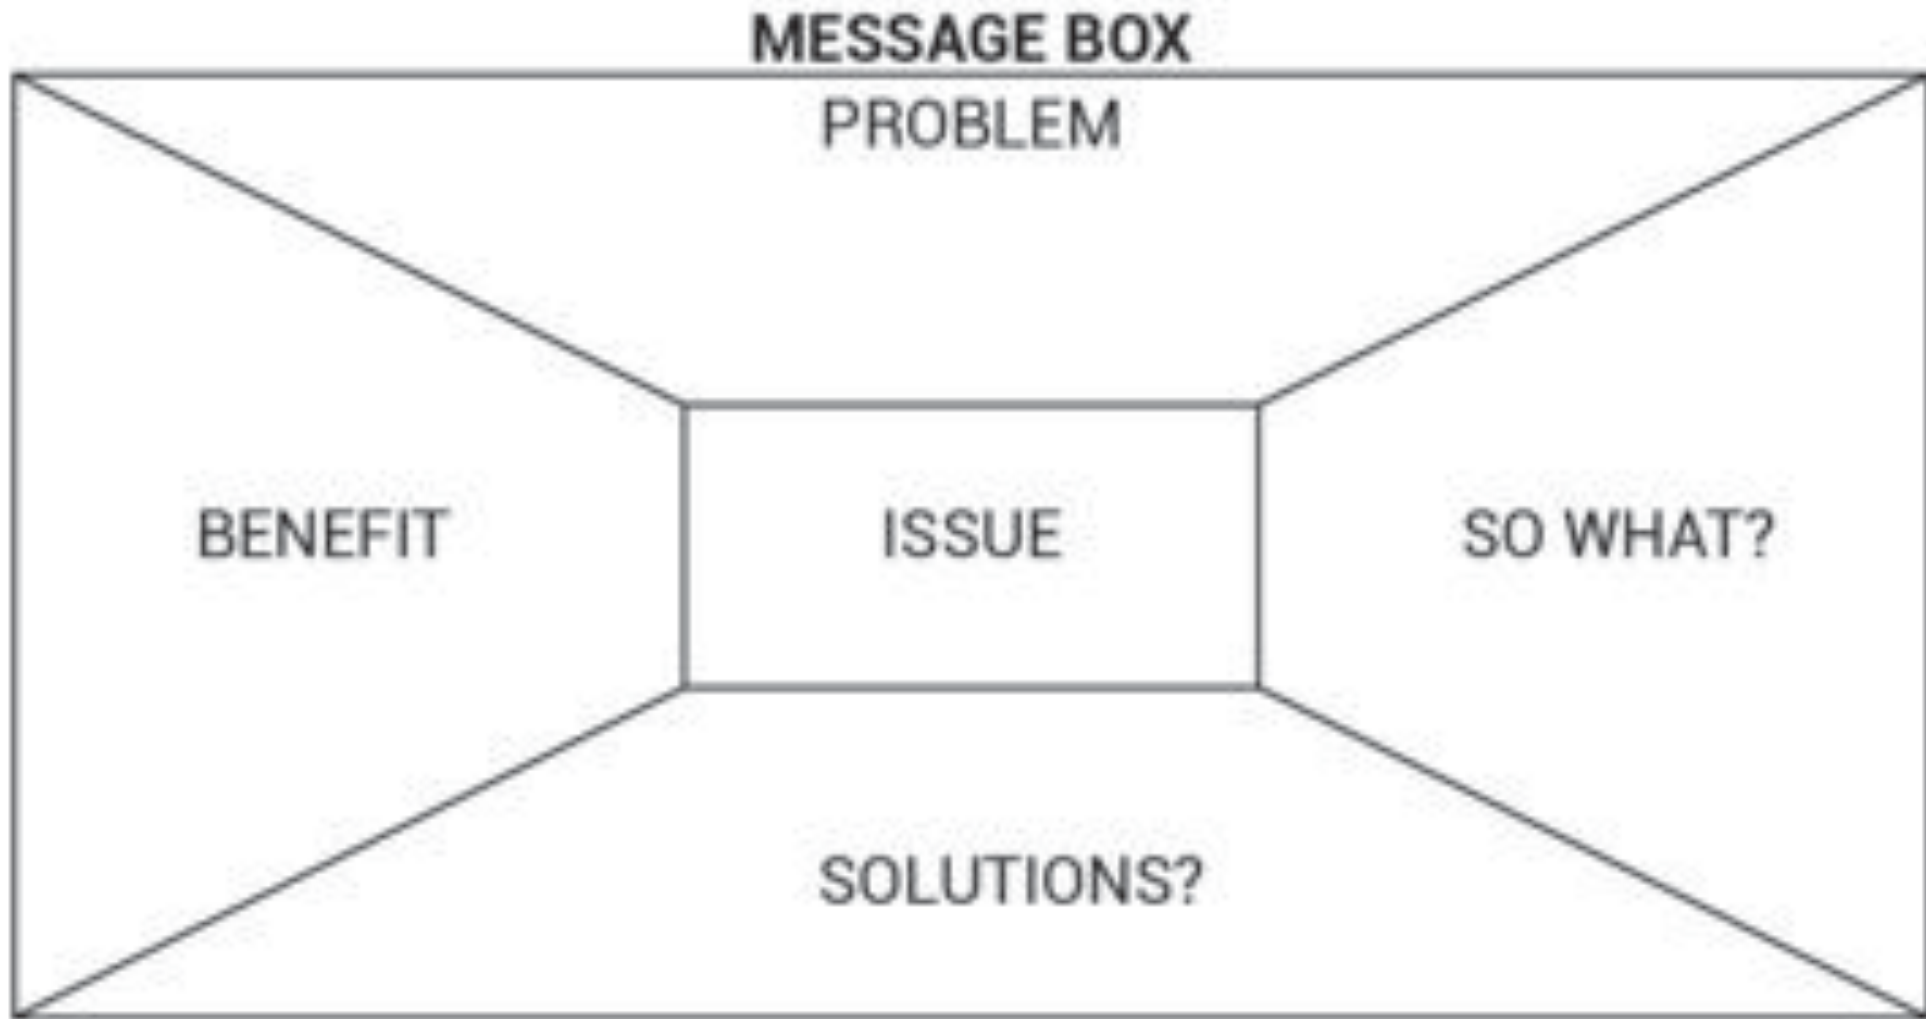 MESSAGE BOX
PROBLEM
BENEFIT
ISSUE
SO WHAT?
SOLUTIONS?